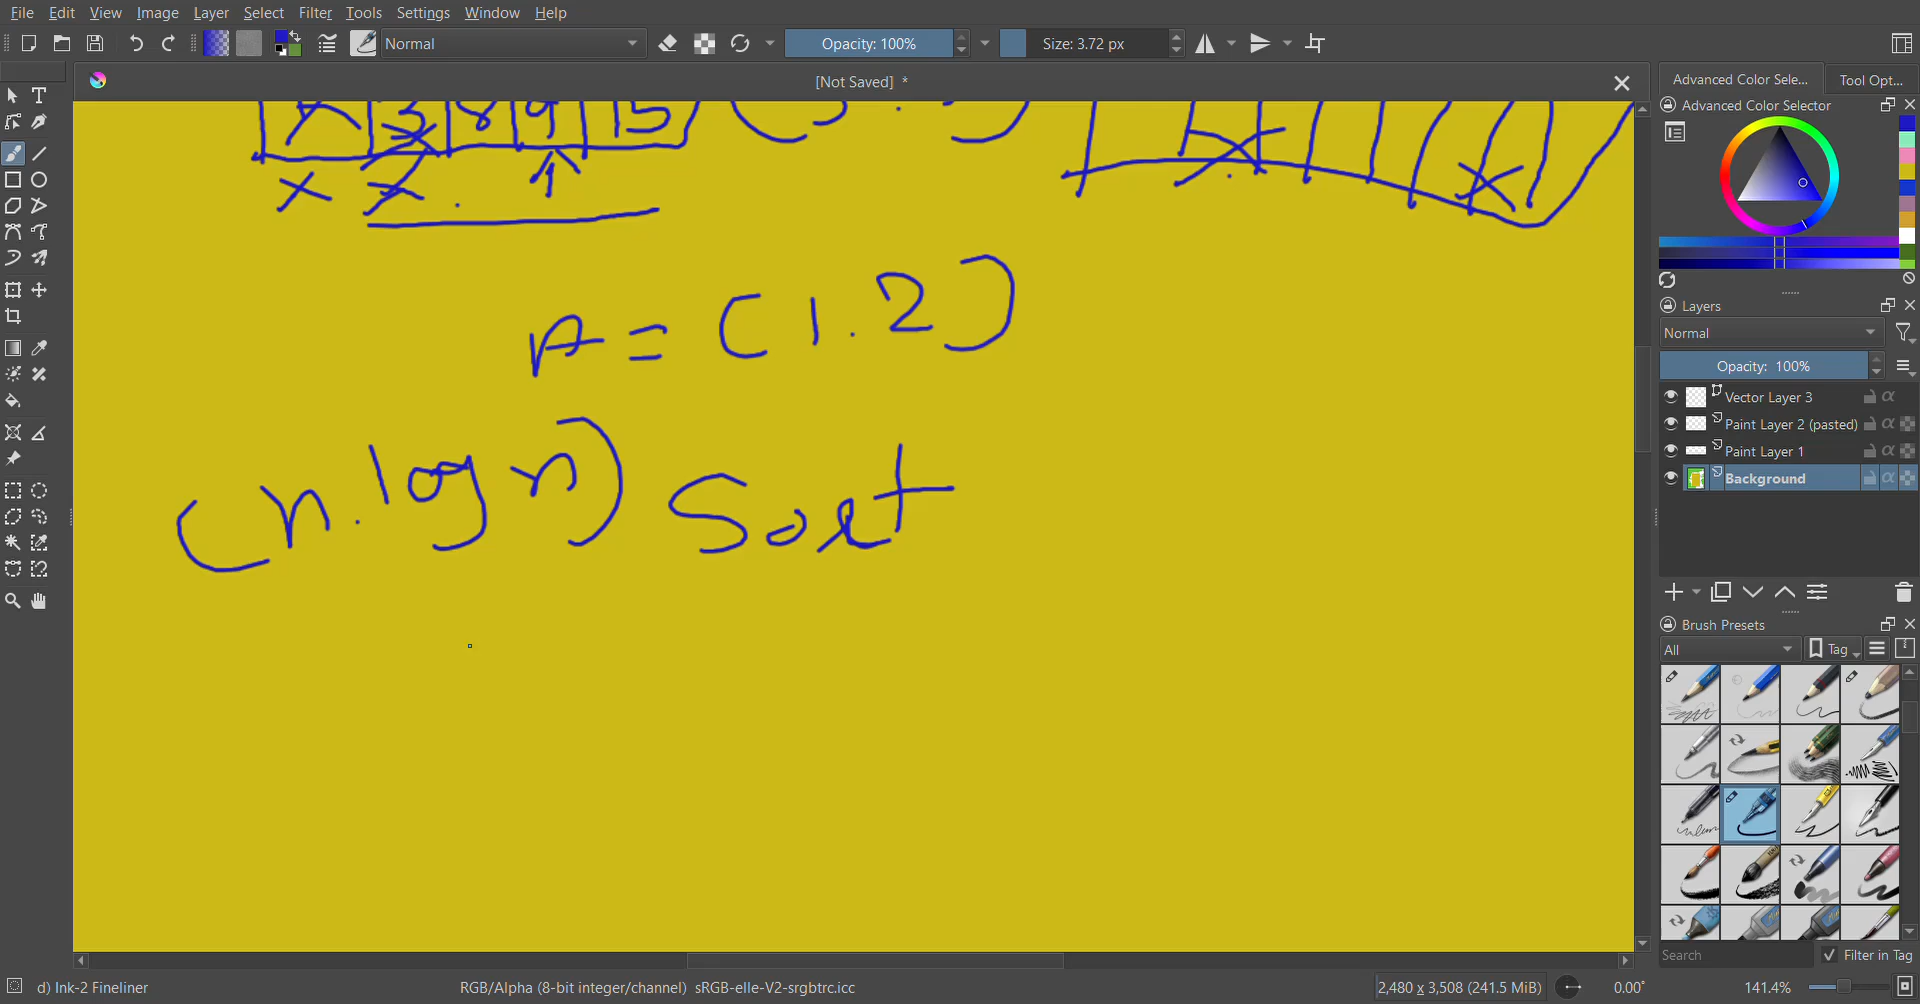 File Edit View Image Layer Select Filter Tools Settings Window Help
Normal Opacity: 100% Size: 3.72 px
[Not Saved] *
Advanced Color Sele... Tool Opt...
Advanced Color Selector
3 8 9 15
A = (1.2)
(n.log n) Sort
Layers
Normal
Opacity: 100%
Vector Layer 3
Paint Layer 2 (pasted)
Paint Layer 1
Background
Brush Presets
All Tag
Search Filter in Tag
d) Ink-2 Fineliner RGB/Alpha (8-bit integer/channel) sRGB-elle-V2-srgbtrc.icc 2,480 x 3,508 (241.5 MiB) 0.00° 141.4%